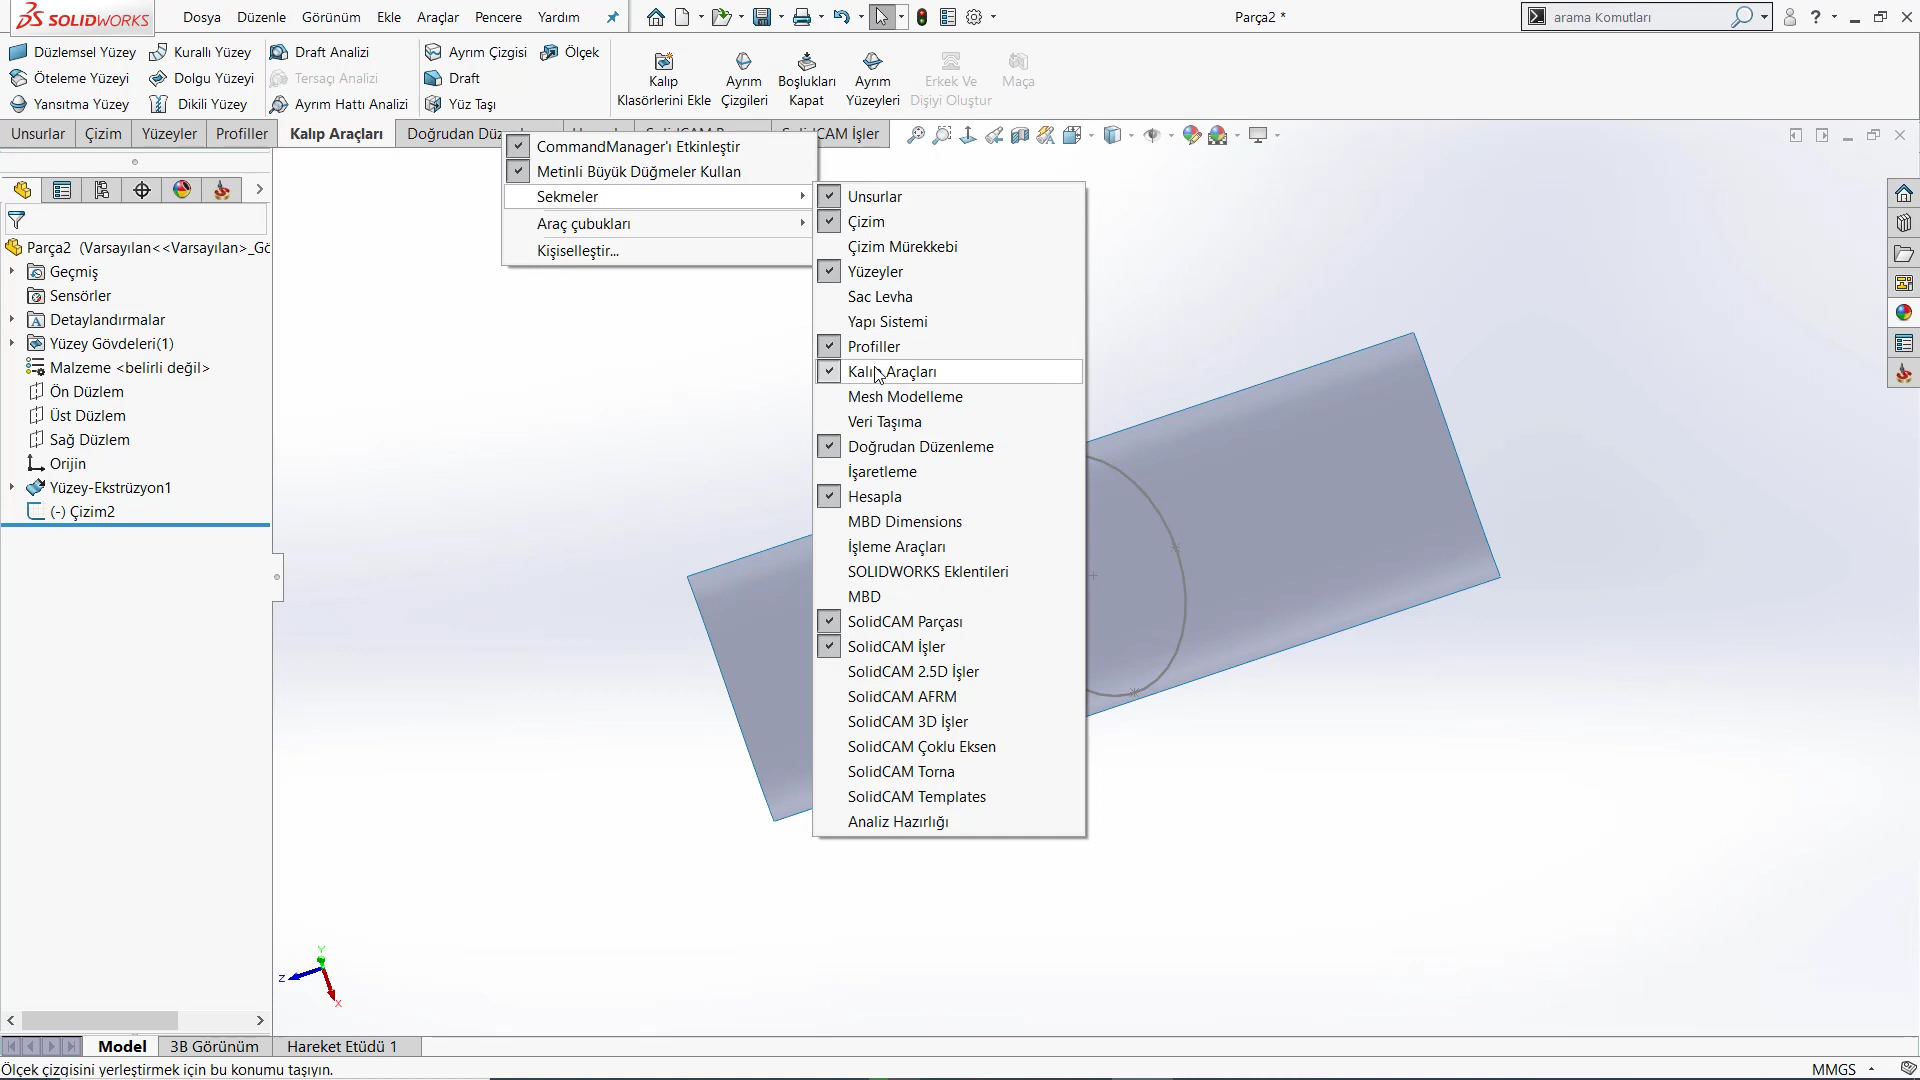 SOLIDWORKS
Dosya Düzenle Görünüm Ekle Araçlar Pencere Yardım
Parça2 *
arama Komutları
Düzlemsel Yüzey
Kurallı Yüzey
Draft Analizi
Ayrım Çizgisi
Ölçek
Öteleme Yüzeyi
Dolgu Yüzeyi
Tersaçı Analizi
Draft
Yansıtma Yüzey
Dikili Yüzey
Ayrım Hattı Analizi
Yüz Taşı
Kalıp
Klasörlerini Ekle
Ayrım
Çizgileri
Boşlukları
Kapat
Ayrım
Yüzeyleri
Erkek Ve
Dişiyi Oluştur
Maça
Unsurlar Çizim Yüzeyler Profiller Kalıp Araçları
CommandManager'ı Etkinleştir
Metinli Büyük Düğmeler Kullan
Sekmeler
Araç çubukları
Kişiselleştir...
Unsurlar
Çizim
Çizim Mürekkebi
Yüzeyler
Sac Levha
Yapı Sistemi
Profiller
Kalıp Araçları
Mesh Modelleme
Veri Taşıma
Doğrudan Düzenleme
İşaretleme
Hesapla
MBD Dimensions
İşleme Araçları
SOLIDWORKS Eklentileri
MBD
SolidCAM Parçası
SolidCAM İşler
SolidCAM 2.5D İşler
SolidCAM AFRM
SolidCAM 3D İşler
SolidCAM Çoklu Eksen
SolidCAM Torna
SolidCAM Templates
Analiz Hazırlığı
Parça2 (Varsayılan<<Varsayılan>_Gö
Geçmiş
Sensörler
Detaylandırmalar
Yüzey Gövdeleri(1)
Malzeme <belirli değil>
Ön Düzlem
Üst Düzlem
Sağ Düzlem
Orijin
Yüzey-Ekstrüzyon1
(-) Çizim2
Y
Z
X
Model 3B Görünüm Hareket Etüdü 1
Ölçek çizgisini yerleştirmek için bu konumu taşıyın.
MMGS